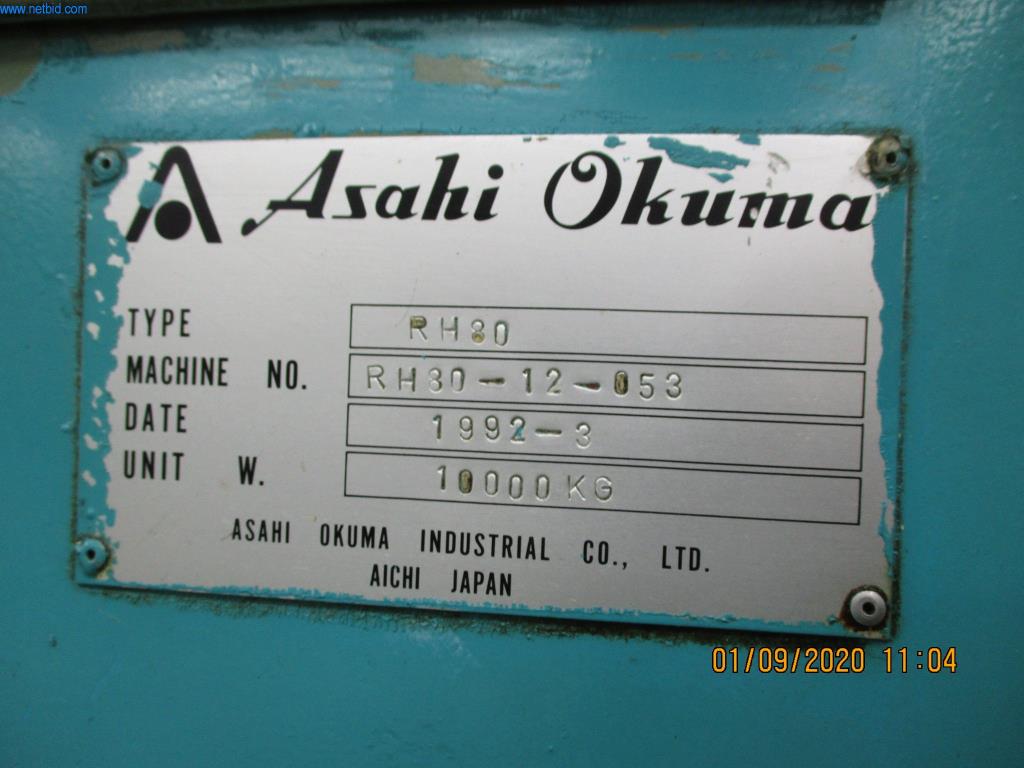 www.netbid.com
Asahi Okuma
TYPE RH80
MACHINE NO. RH80-12-053
DATE 1992-3
UNIT W. 10000KG
ASAHI OKUMA INDUSTRIAL CO., LTD.
AICHI JAPAN
01/09/2020 11:04